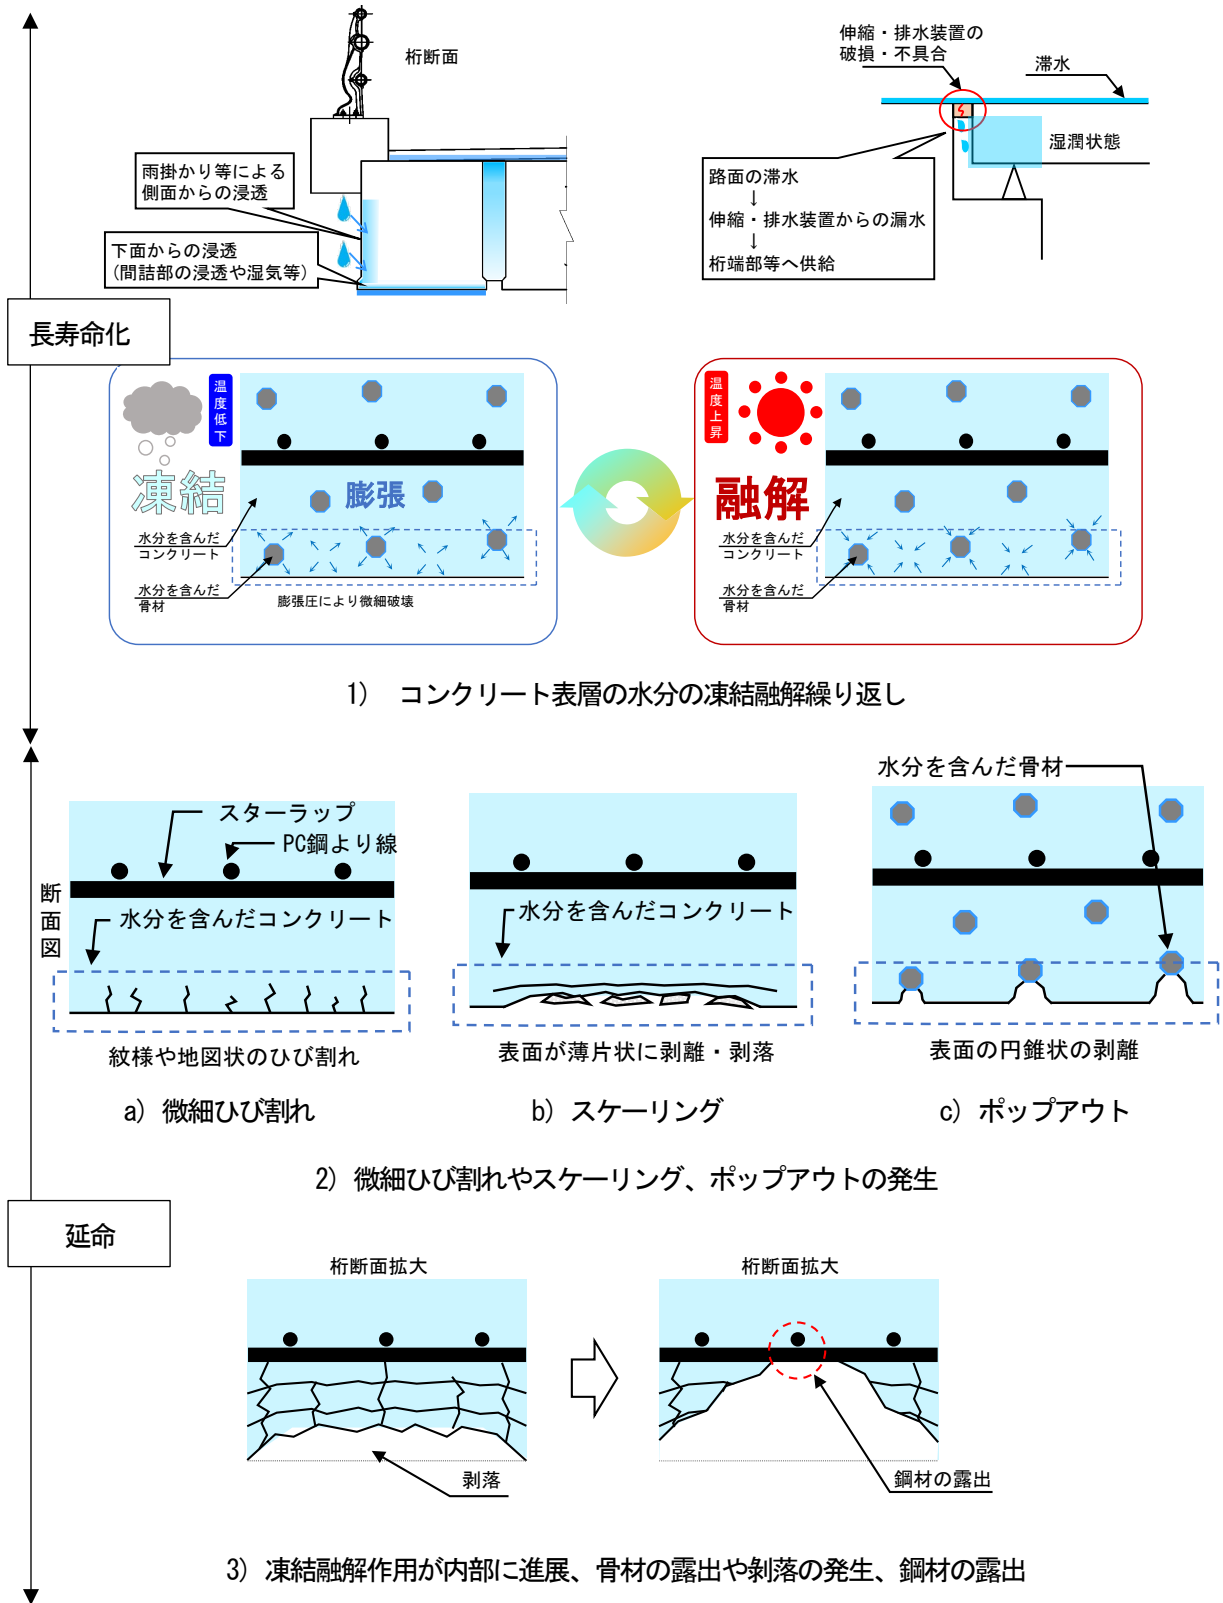 桁断面
伸縮・排水装置の
破損・不具合
滞水
湿潤状態
雨掛かり等による
側面からの浸透
下面からの浸透
(間詰部の浸透や湿気等)
路面の滞水
↓
伸縮・排水装置からの漏水
↓
桁端部等へ供給
長寿命化
温度低下
凍結
膨張
水分を含んだ
コンクリート
水分を含んだ
骨材
膨張圧により微細破壊
温度上昇
融解
水分を含んだ
コンクリート
水分を含んだ
骨材
1) コンクリート表層の水分の凍結融解繰り返し
断面図
スターラップ
PC鋼より線
水分を含んだコンクリート
紋様や地図状のひび割れ
a) 微細ひび割れ
水分を含んだコンクリート
表面が薄片状に剥離・剥落
b) スケーリング
水分を含んだ骨材
表面の円錐状の剥離
c) ポップアウト
2) 微細ひび割れやスケーリング、ポップアウトの発生
延命
桁断面拡大
剥落
桁断面拡大
鋼材の露出
3) 凍結融解作用が内部に進展、骨材の露出や剥落の発生、鋼材の露出